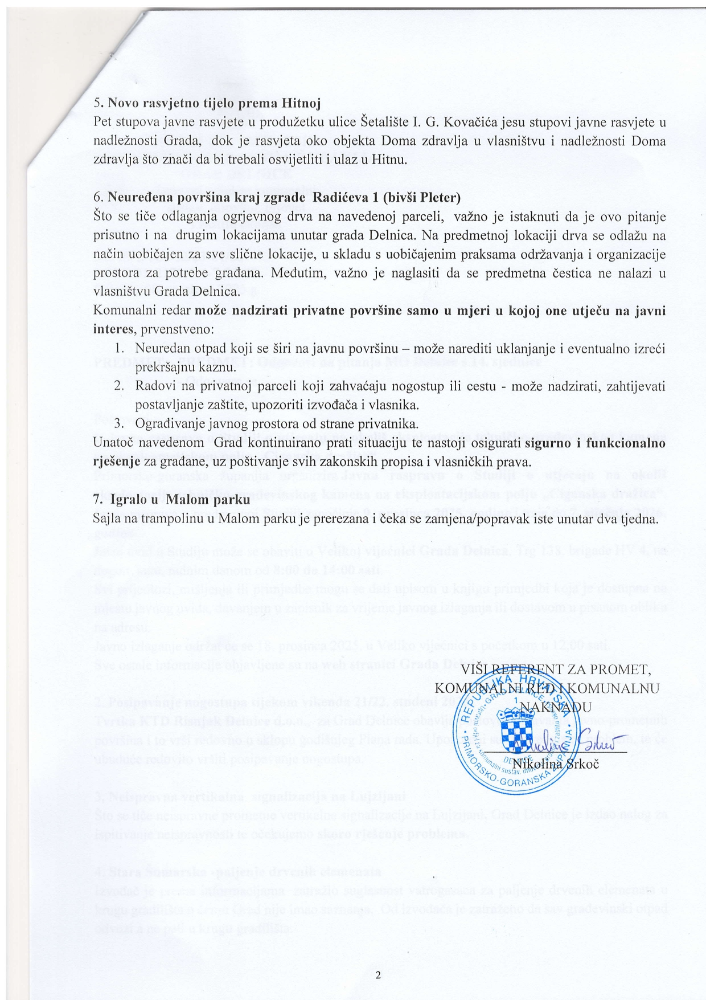 5. Novo rasvjetno tijelo prema Hitnoj
Pet stupova javne rasvjete u produžetku ulice Šetalište I. G. Kovačića jesu stupovi javne rasvjete u
nadležnosti Grada, dok je rasvjeta oko objekta Doma zdravlja u vlasništvu i nadležnosti Doma
zdravlja što znači da bi trebali osvijetliti i ulaz u Hitnu.
6. Neuređena površina kraj zgrade Radićeva 1 (bivši Pleter)
Što se tiče odlaganja ogrjevnog drva na navedenoj parceli, važno je istaknuti da je ovo pitanje
prisutno i na drugim lokacijama unutar grada Delnica. Na predmetnoj lokaciji drva se odlažu na
način uobičajen za sve slične lokacije, u skladu s uobičajenim praksama održavanja i organizacije
prostora za potrebe građana. Međutim, važno je naglasiti da se predmetna čestica ne nalazi u
vlasništvu Grada Delnica.
Komunalni redar može nadzirati privatne površine samo u mjeri u kojoj one utječu na javni
interes, prvenstveno:
1. Neuredan otpad koji se širi na javnu površinu – može narediti uklanjanje i eventualno izreći
prekršajnu kaznu.
2. Radovi na privatnoj parceli koji zahvaćaju nogostup ili cestu - može nadzirati, zahtijevati
postavljanje zaštite, upozoriti izvođača i vlasnika.
3. Ograđivanje javnog prostora od strane privatnika.
Unatoč navedenom Grad kontinuirano prati situaciju te nastoji osigurati sigurno i funkcionalno
rješenje za građane, uz poštivanje svih zakonskih propisa i vlasničkih prava.
7. Igralo u Malom parku
Sajla na trampolinu u Malom parku je prerezana i čeka se zamjena/popravak iste unutar dva tjedna.
VIŠI REFERENT ZA PROMET,
KOMUNALNI RED I KOMUNALNU
NAKNADU
REPUBLIKA HRVATSKA
PRIMORSKO-GORANSKA ŽUPANIJA
GRAD DELNICE
1
DELNICE
Nikolina Srkoč
2